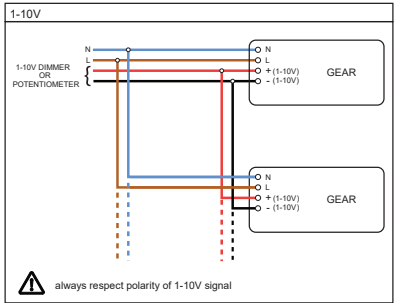 1-10V
N
L
1-10V DIMMER
OR
POTENTIOMETER
N
L
+ (1-10V)
- (1-10V)
GEAR
N
L
+ (1-10V)
- (1-10V)
GEAR
always respect polarity of 1-10V signal